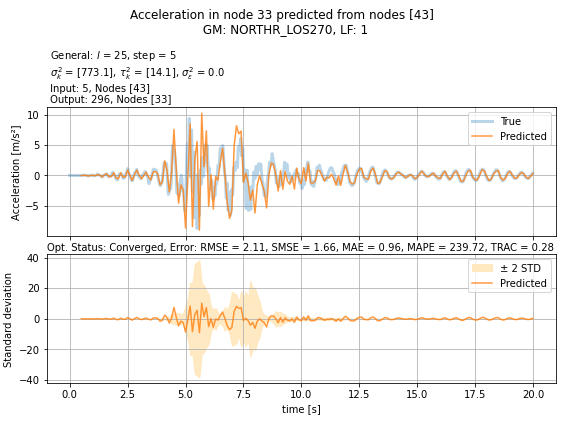 Acceleration in node 33 predicted from nodes [43]
GM: NORTHR_LOS270, LF: 1
General: l = 25, step = 5
σ_k² = [773.1], τ_k² = [14.1], σ_ε² = 0.0
Input: 5, Nodes [43]
Output: 296, Nodes [33]
10
5
0
−5
Acceleration [m/s²]
True
Predicted
Opt. Status: Converged, Error: RMSE = 2.11, SMSE = 1.66, MAE = 0.96, MAPE = 239.72, TRAC = 0.28
40
20
0
−20
−40
Standard deviation
± 2 STD
Predicted
0.0 2.5 5.0 7.5 10.0 12.5 15.0 17.5 20.0
time [s]